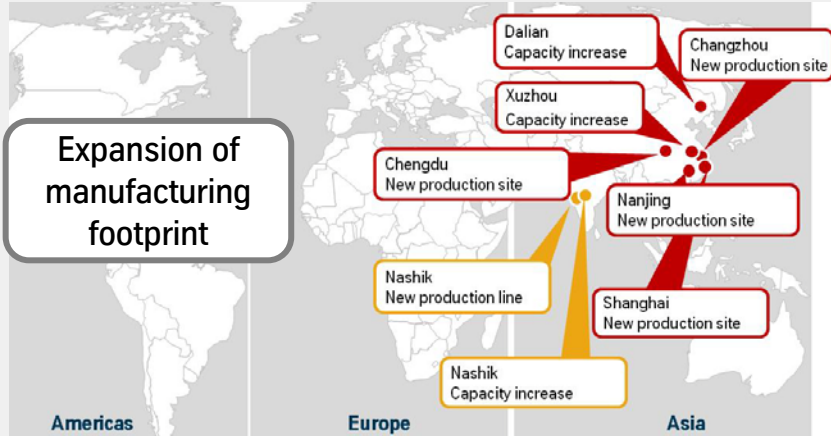 Dalian
Capacity increase
Changzhou
New production site
Xuzhou
Capacity increase
Expansion of
manufacturing
footprint
Chengdu
New production site
Nanjing
New production site
Nashik
New production line
Shanghai
New production site
Nashik
Capacity increase
Americas
Europe
Asia